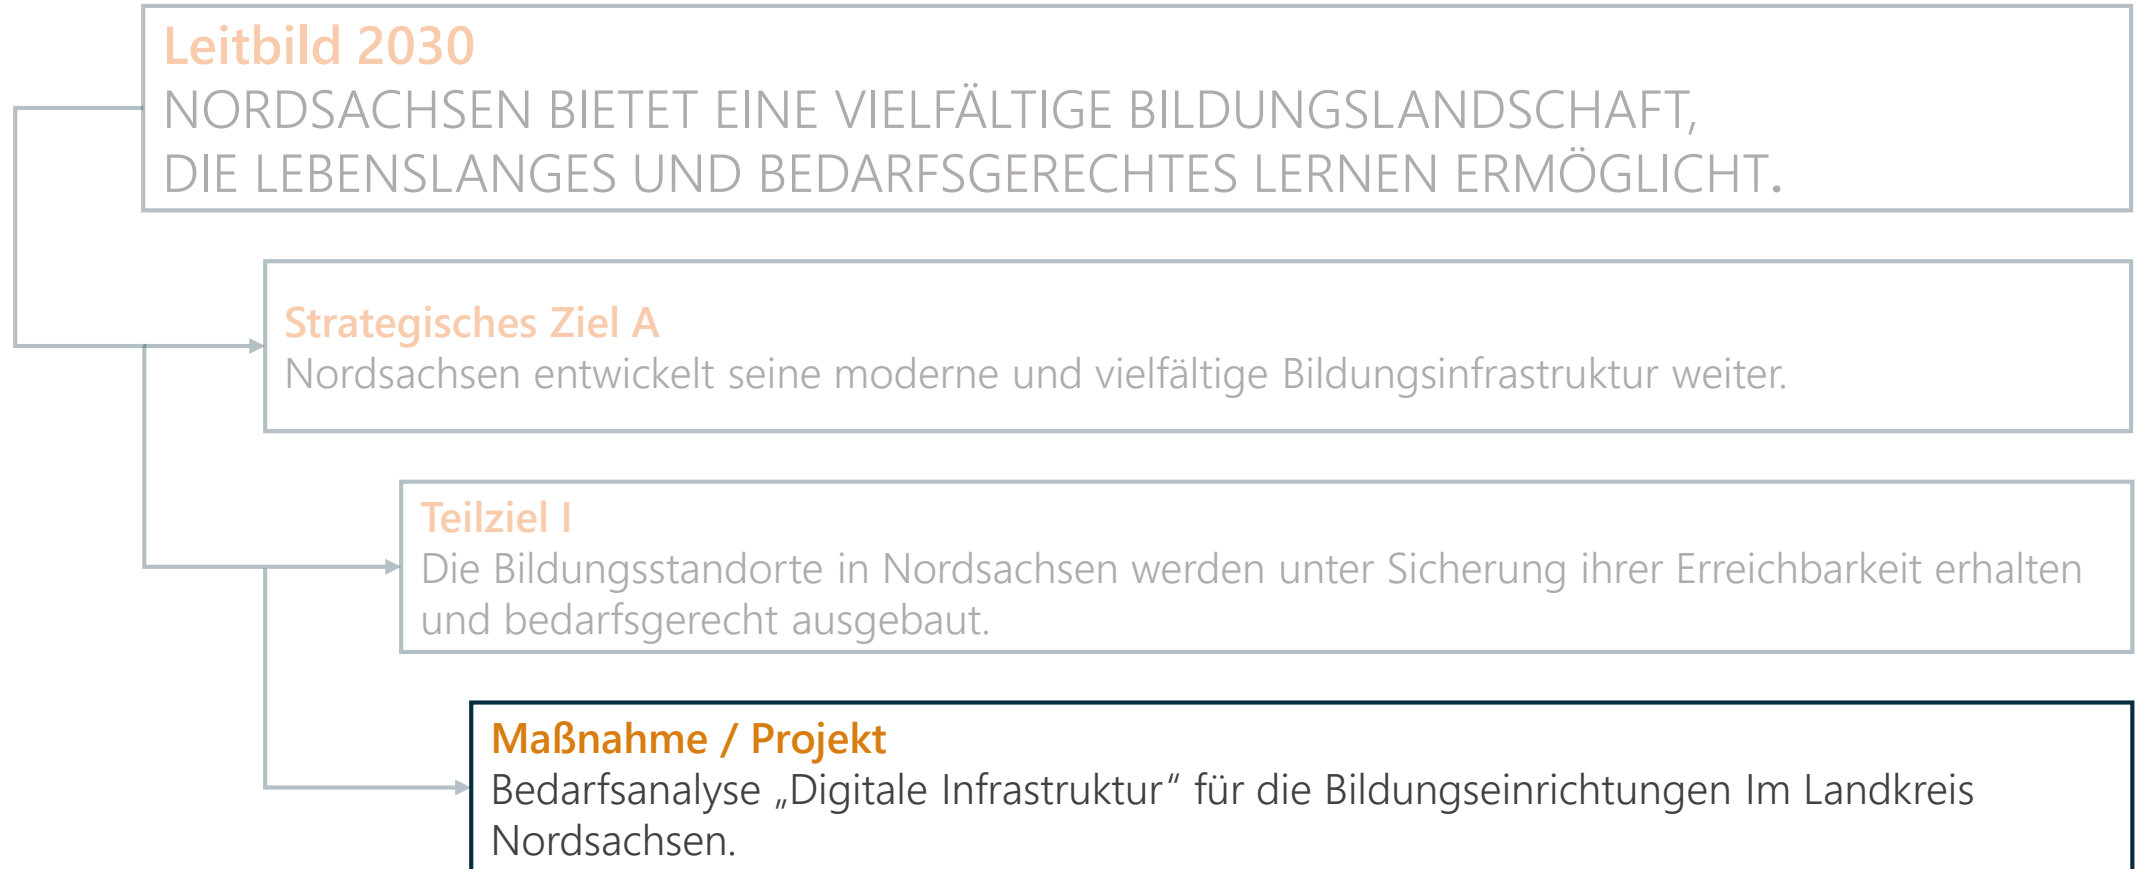 Leitbild 2030
NORDSACHSEN BIETET EINE VIELFÄLTIGE BILDUNGSLANDSCHAFT,
DIE LEBENSLANGES UND BEDARFSGERECHTES LERNEN ERMÖGLICHT.
Strategisches Ziel A
Nordsachsen entwickelt seine moderne und vielfältige Bildungsinfrastruktur weiter.
Teilziel I
Die Bildungsstandorte in Nordsachsen werden unter Sicherung ihrer Erreichbarkeit erhalten
und bedarfsgerecht ausgebaut.
Maßnahme / Projekt
Bedarfsanalyse „Digitale Infrastruktur“ für die Bildungseinrichtungen Im Landkreis
Nordsachsen.